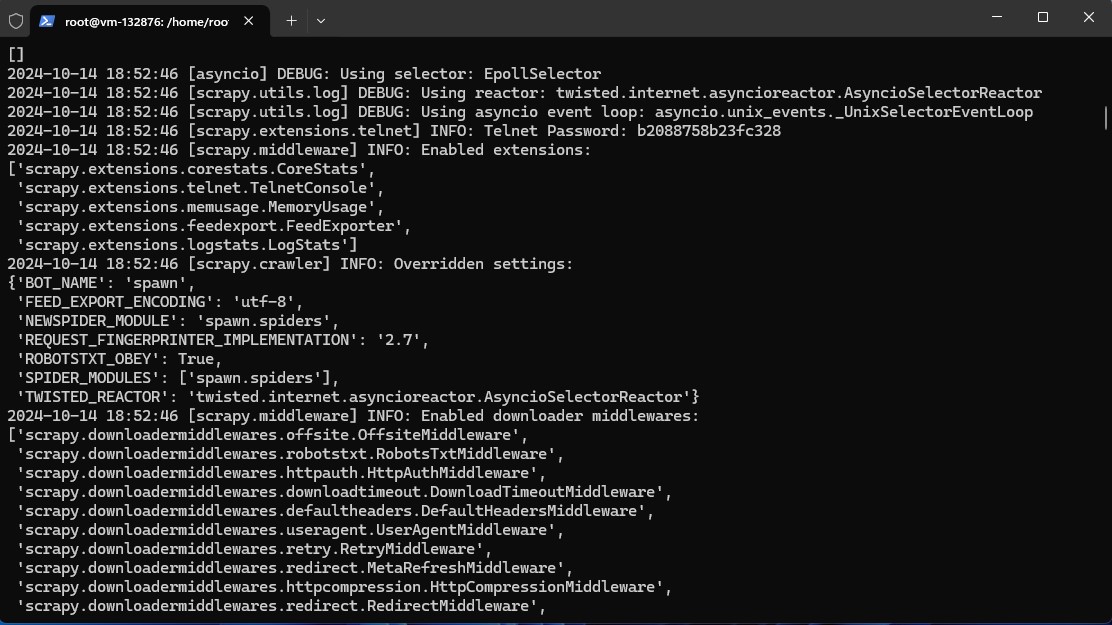 root@vm-132876: /home/roo
[]
2024-10-14 18:52:46 [asyncio] DEBUG: Using selector: EpollSelector
2024-10-14 18:52:46 [scrapy.utils.log] DEBUG: Using reactor: twisted.internet.asyncioreactor.AsyncioSelectorReactor
2024-10-14 18:52:46 [scrapy.utils.log] DEBUG: Using asyncio event loop: asyncio.unix_events._UnixSelectorEventLoop
2024-10-14 18:52:46 [scrapy.extensions.telnet] INFO: Telnet Password: b2088758b23fc328
2024-10-14 18:52:46 [scrapy.middleware] INFO: Enabled extensions:
['scrapy.extensions.corestats.CoreStats',
 'scrapy.extensions.telnet.TelnetConsole',
 'scrapy.extensions.memusage.MemoryUsage',
 'scrapy.extensions.feedexport.FeedExporter',
 'scrapy.extensions.logstats.LogStats']
2024-10-14 18:52:46 [scrapy.crawler] INFO: Overridden settings:
{'BOT_NAME': 'spawn',
 'FEED_EXPORT_ENCODING': 'utf-8',
 'NEWSPIDER_MODULE': 'spawn.spiders',
 'REQUEST_FINGERPRINTER_IMPLEMENTATION': '2.7',
 'ROBOTSTXT_OBEY': True,
 'SPIDER_MODULES': ['spawn.spiders'],
 'TWISTED_REACTOR': 'twisted.internet.asyncioreactor.AsyncioSelectorReactor'}
2024-10-14 18:52:46 [scrapy.middleware] INFO: Enabled downloader middlewares:
['scrapy.downloadermiddlewares.offsite.OffsiteMiddleware',
 'scrapy.downloadermiddlewares.robotstxt.RobotsTxtMiddleware',
 'scrapy.downloadermiddlewares.httpauth.HttpAuthMiddleware',
 'scrapy.downloadermiddlewares.downloadtimeout.DownloadTimeoutMiddleware',
 'scrapy.downloadermiddlewares.defaultheaders.DefaultHeadersMiddleware',
 'scrapy.downloadermiddlewares.useragent.UserAgentMiddleware',
 'scrapy.downloadermiddlewares.retry.RetryMiddleware',
 'scrapy.downloadermiddlewares.redirect.MetaRefreshMiddleware',
 'scrapy.downloadermiddlewares.httpcompression.HttpCompressionMiddleware',
 'scrapy.downloadermiddlewares.redirect.RedirectMiddleware',